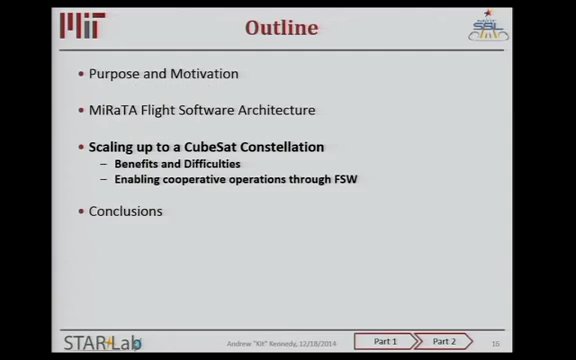 MIT
Outline
SSL
• Purpose and Motivation
• MiRaTA Flight Software Architecture
• Scaling up to a CubeSat Constellation
– Benefits and Difficulties
– Enabling cooperative operations through FSW
• Conclusions
STAR Lab
Andrew "Kit" Kennedy, 12/18/2014
Part 1
Part 2
15